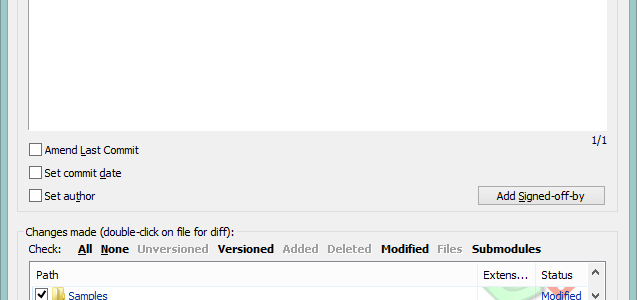 1/1
Amend Last Commit
Set commit date
Set author
Add Signed-off-by
Changes made (double-click on file for diff):
Check: All None Unversioned Versioned Added Deleted Modified Files Submodules
Path Extens... Status
Samples Modified